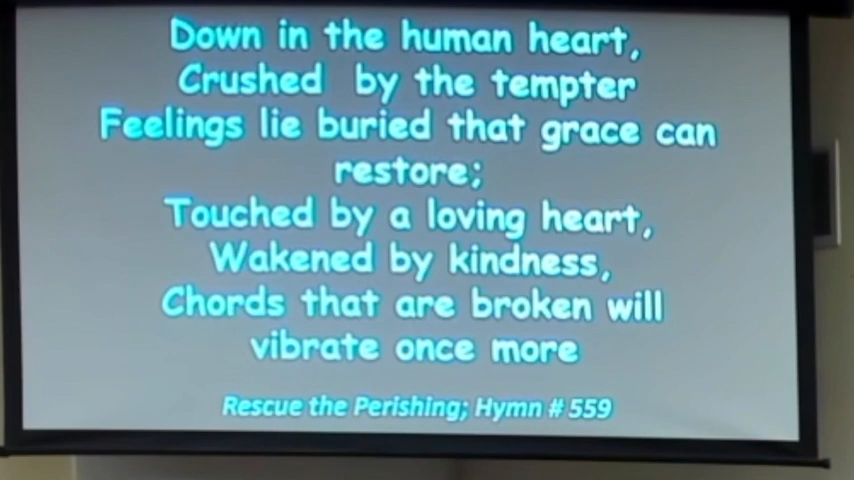 Down in the human heart,
Crushed by the tempter
Feelings lie buried that grace can
restore;
Touched by a loving heart,
Wakened by kindness,
Chords that are broken will
vibrate once more
Rescue the Perishing; Hymn # 559